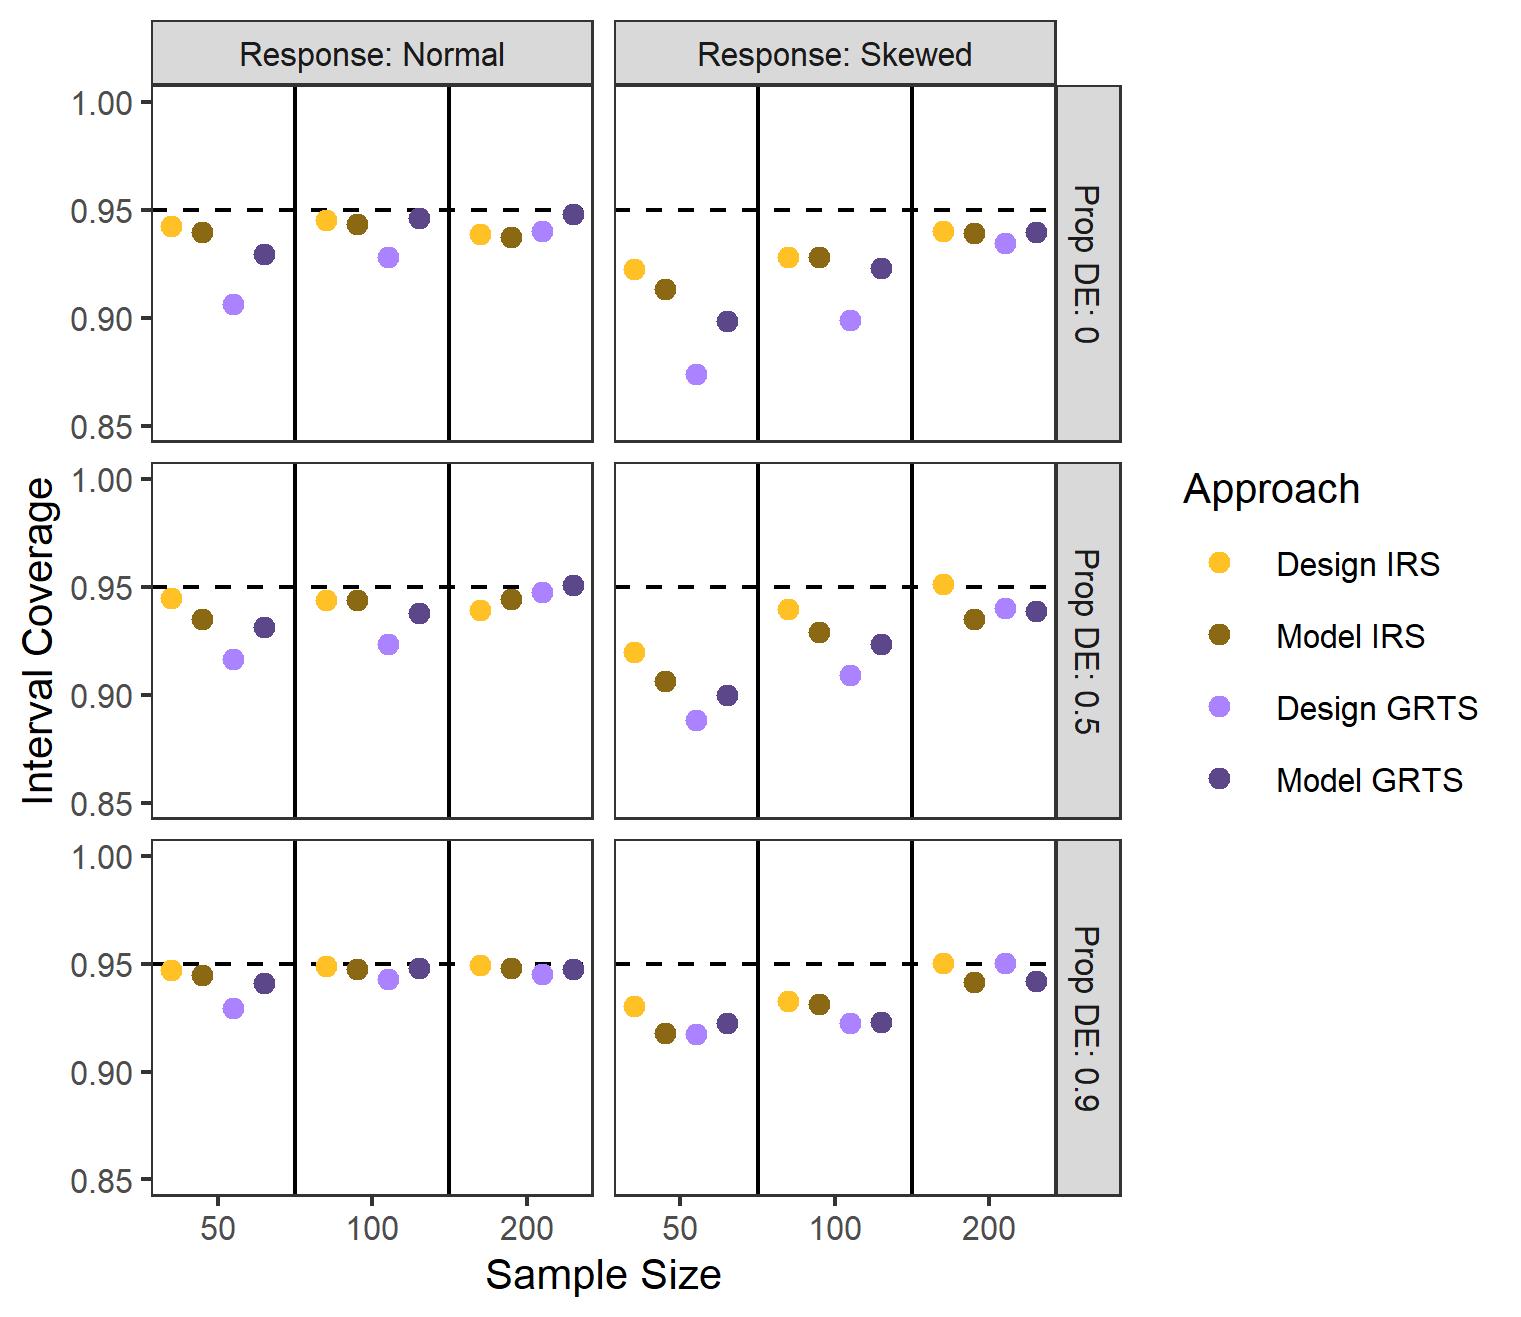 Response: Normal
Response: Skewed
1.00
0.95
0.90
0.85
Prop DE: 0
1.00
0.95
0.90
0.85
Prop DE: 0.5
1.00
0.95
0.90
0.85
Prop DE: 0.9
Interval Coverage
50 100 200
50 100 200
Sample Size
Approach
Design IRS
Model IRS
Design GRTS
Model GRTS